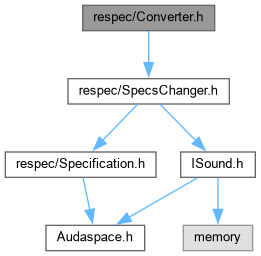 respec/Converter.h
respec/SpecsChanger.h
respec/Specification.h
ISound.h
Audaspace.h
memory